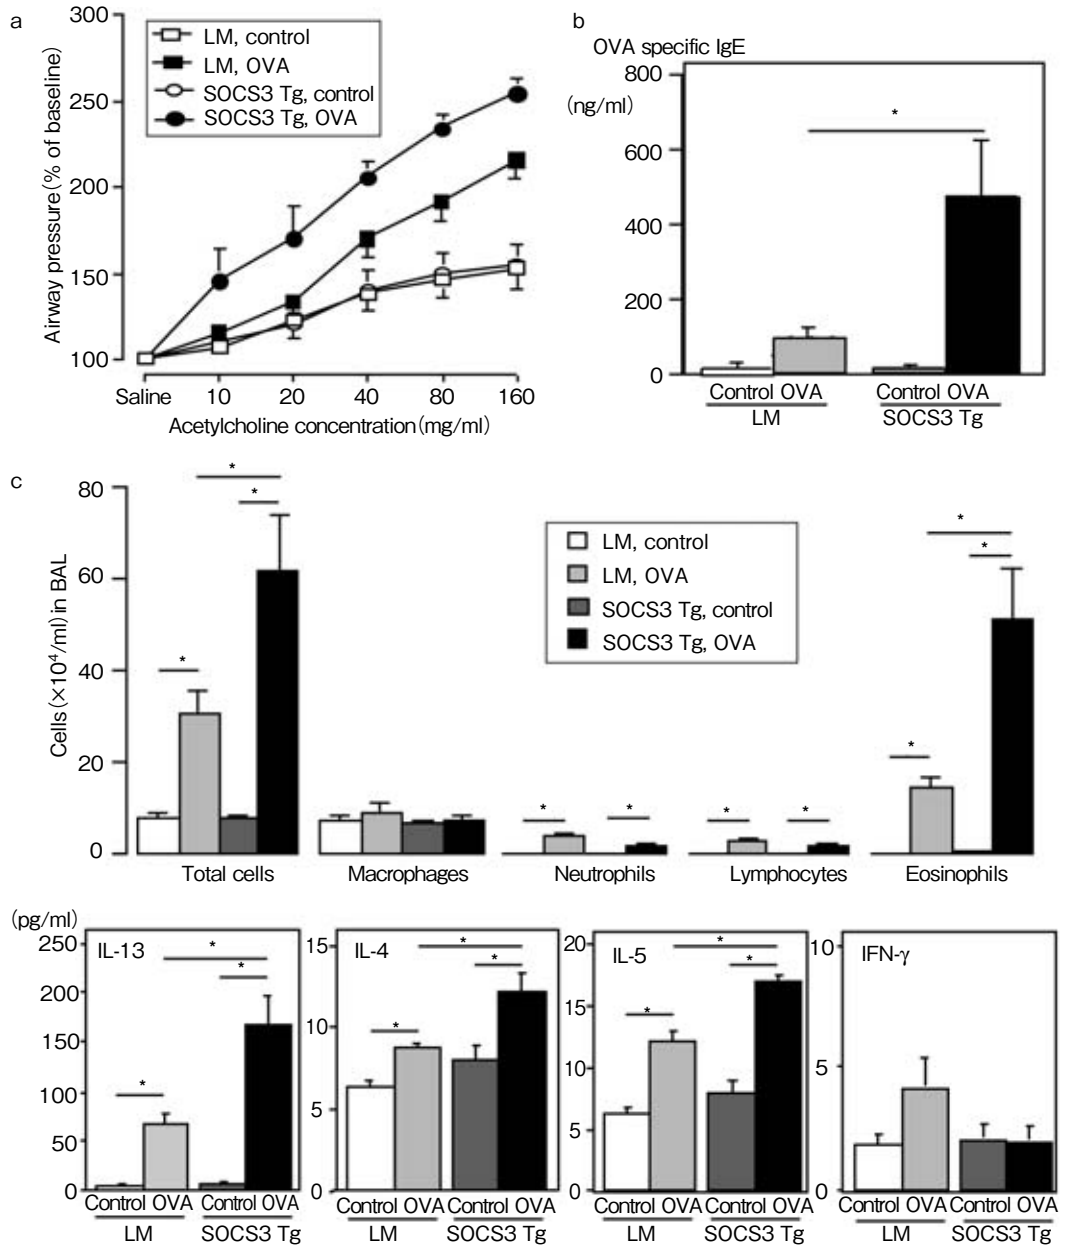 a
300
250
200
150
100
Airway pressure(% of baseline)
LM, control
LM, OVA
SOCS3 Tg, control
SOCS3 Tg, OVA
Saline 10 20 40 80 160
Acetylcholine concentration(mg/ml)
b
OVA specific IgE
(ng/ml)
800
600
400
200
0
*
Control OVA Control OVA
LM SOCS3 Tg
c
80
60
40
20
0
Cells(×10⁴/ml)in BAL
* * *
* *
* *
* * *
LM, control
LM, OVA
SOCS3 Tg, control
SOCS3 Tg, OVA
Total cells Macrophages Neutrophils Lymphocytes Eosinophils
(pg/ml)
IL-13
250
200
150
100
50
0
* * *
Control OVA Control OVA
LM SOCS3 Tg
IL-4
15
10
5
0
* * *
Control OVA Control OVA
LM SOCS3 Tg
IL-5
20
15
10
5
0
* * *
Control OVA Control OVA
LM SOCS3 Tg
IFN-γ
10
5
0
Control OVA Control OVA
LM SOCS3 Tg